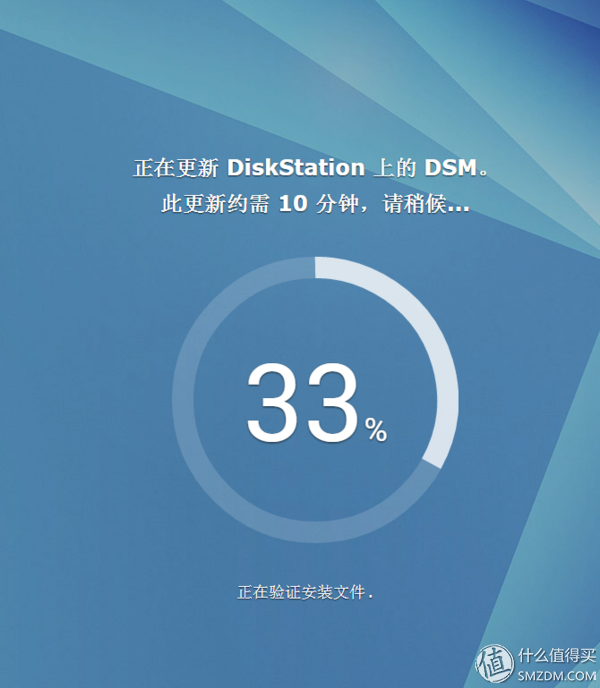 正在更新 DiskStation 上的 DSM。
此更新约需 10 分钟，请稍候...
33%
正在验证安装文件.
值 什么值得买
SMZDM.COM